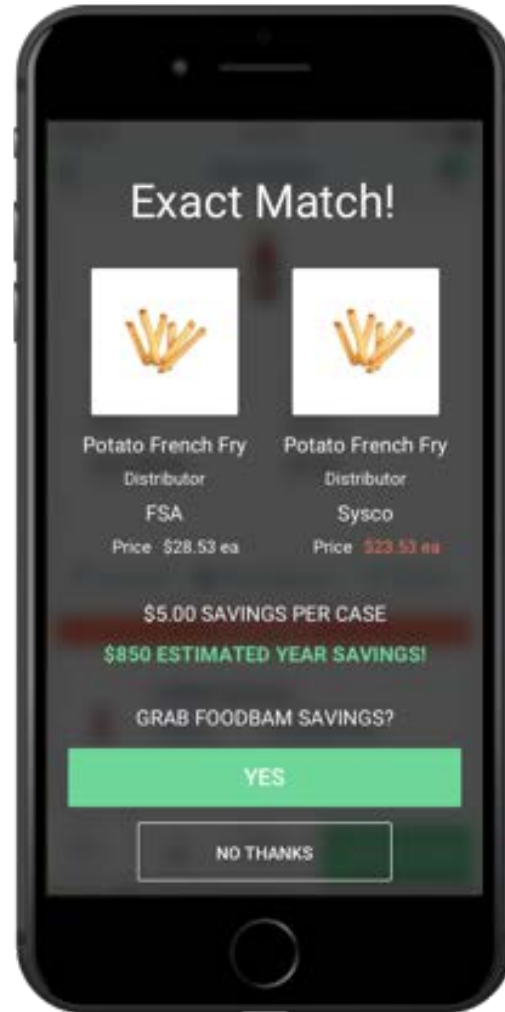 Exact Match!
Potato French Fry Potato French Fry
Distributor Distributor
FSA Sysco
Price $28.53 ea Price $23.53 ea
$5.00 SAVINGS PER CASE
$850 ESTIMATED YEAR SAVINGS!
GRAB FOODBAM SAVINGS?
YES
NO THANKS